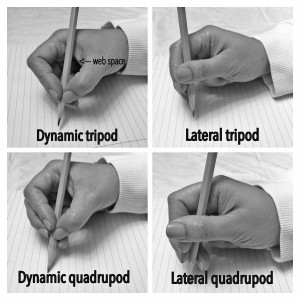 web space
Dynamic tripod
Lateral tripod
Dynamic quadrupod
Lateral quadrupod